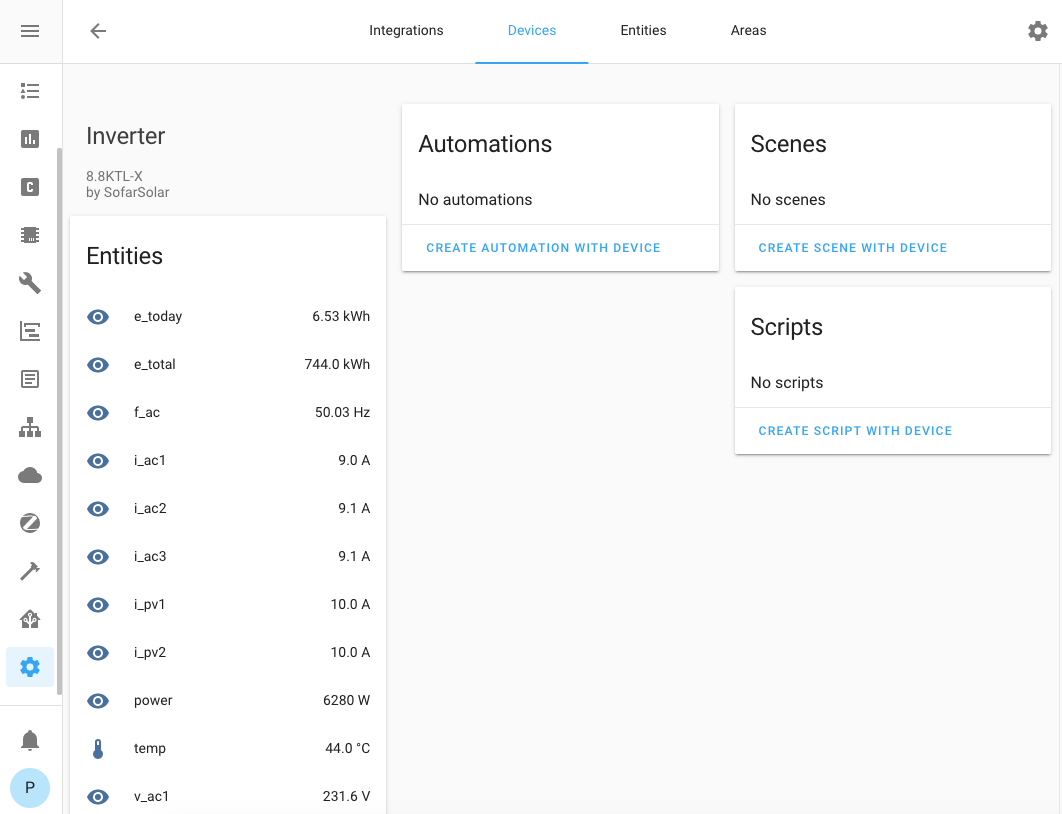 Integrations
Devices
Entities
Areas
Inverter
8.8KTL-X
by SofarSolar
Entities
e_today 6.53 kWh
e_total 744.0 kWh
f_ac 50.03 Hz
i_ac1 9.0 A
i_ac2 9.1 A
i_ac3 9.1 A
i_pv1 10.0 A
i_pv2 10.0 A
power 6280 W
temp 44.0 °C
v_ac1 231.6 V
Automations
No automations
CREATE AUTOMATION WITH DEVICE
Scenes
No scenes
CREATE SCENE WITH DEVICE
Scripts
No scripts
CREATE SCRIPT WITH DEVICE
C
P